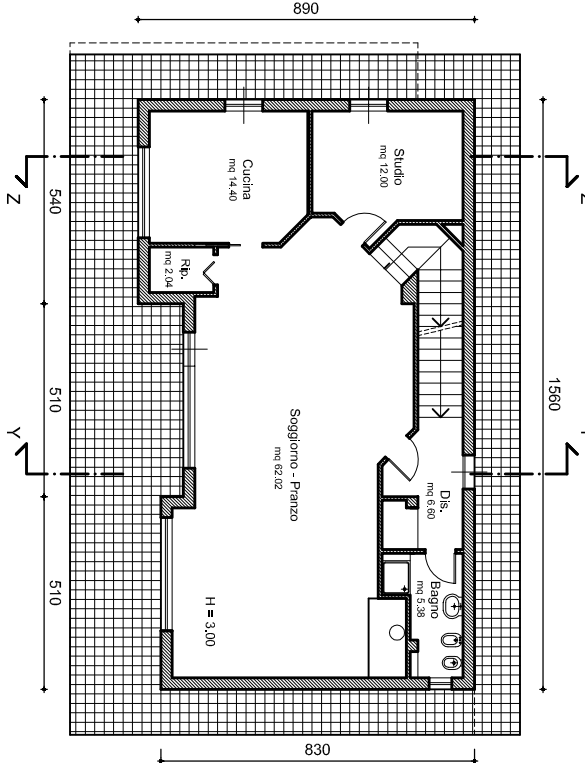 890
Cucina
mq 14.40
Studio
mq 12.00
Z
Z
540
Rip.
mq 2.04
1560
510
Soggiorno - Pranzo
mq 62.02
Y
Dis.
mq 6.60
Bagno
mq 5.38
510
H = 3.00
830